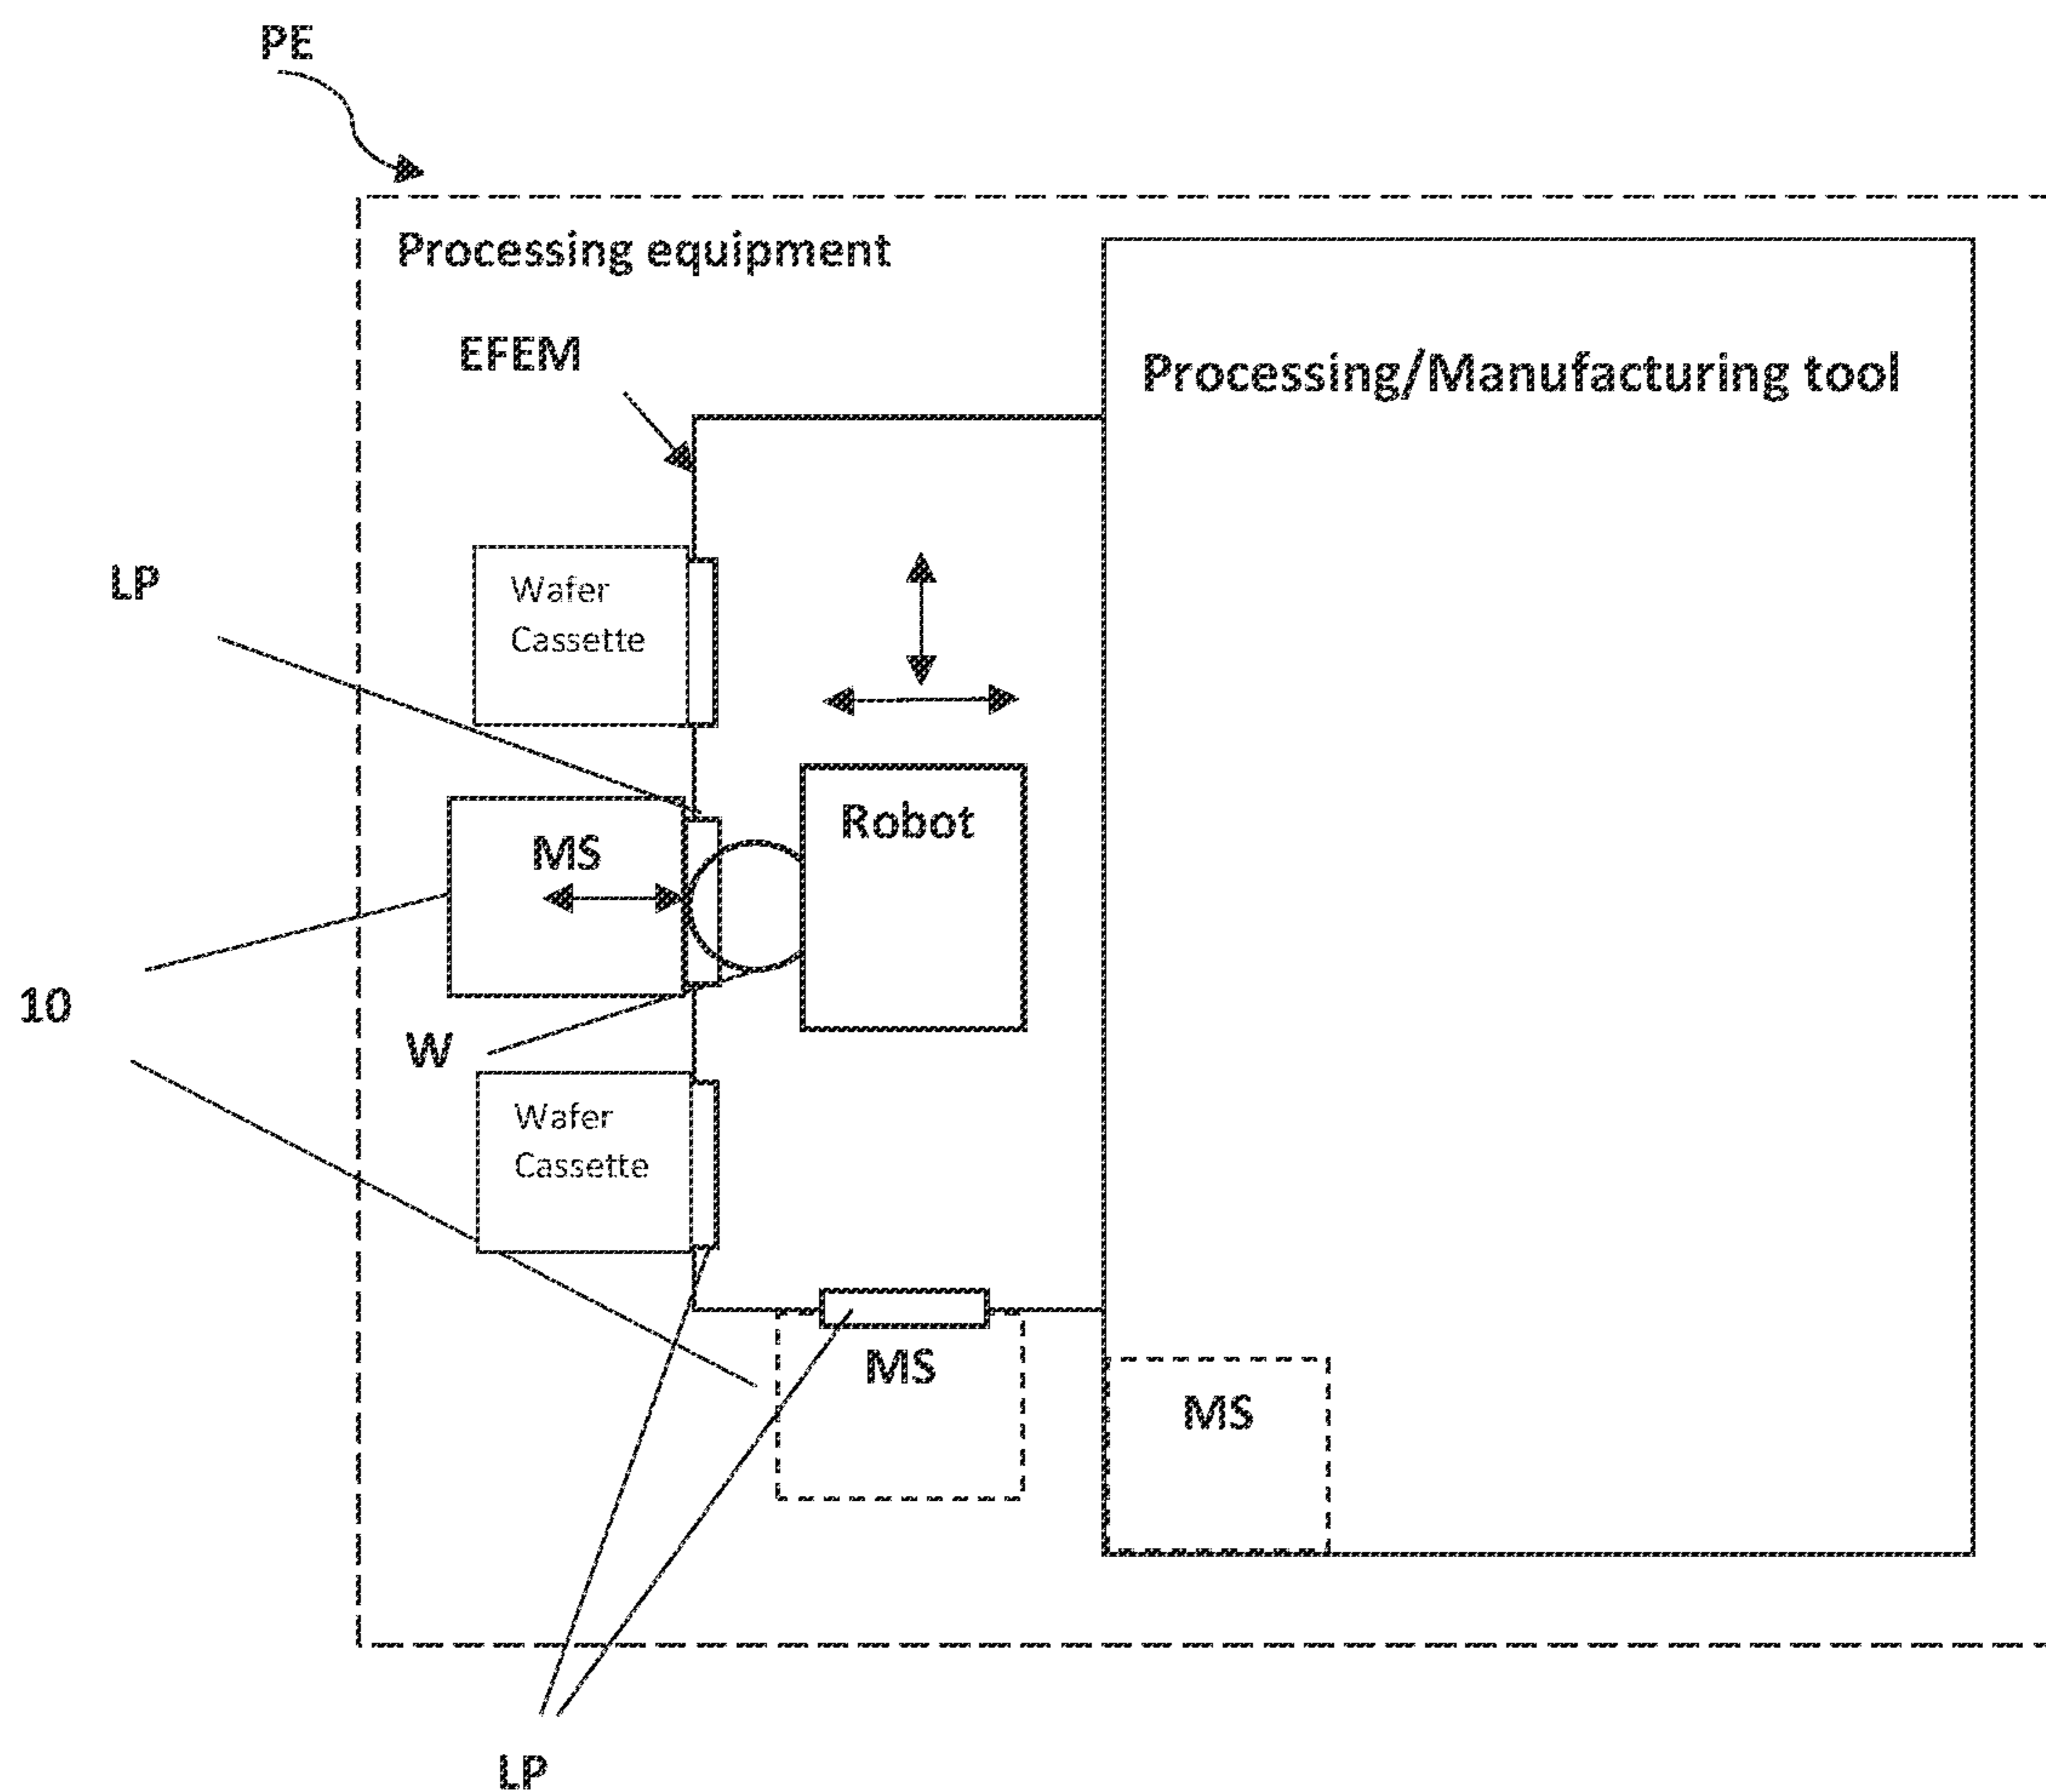 PE
Processing equipment
EFEM
Processing/Manufacturing tool
LP
Wafer
Cassette
Robot
MS
10
W
Wafer
Cassette
MS
MS
LP